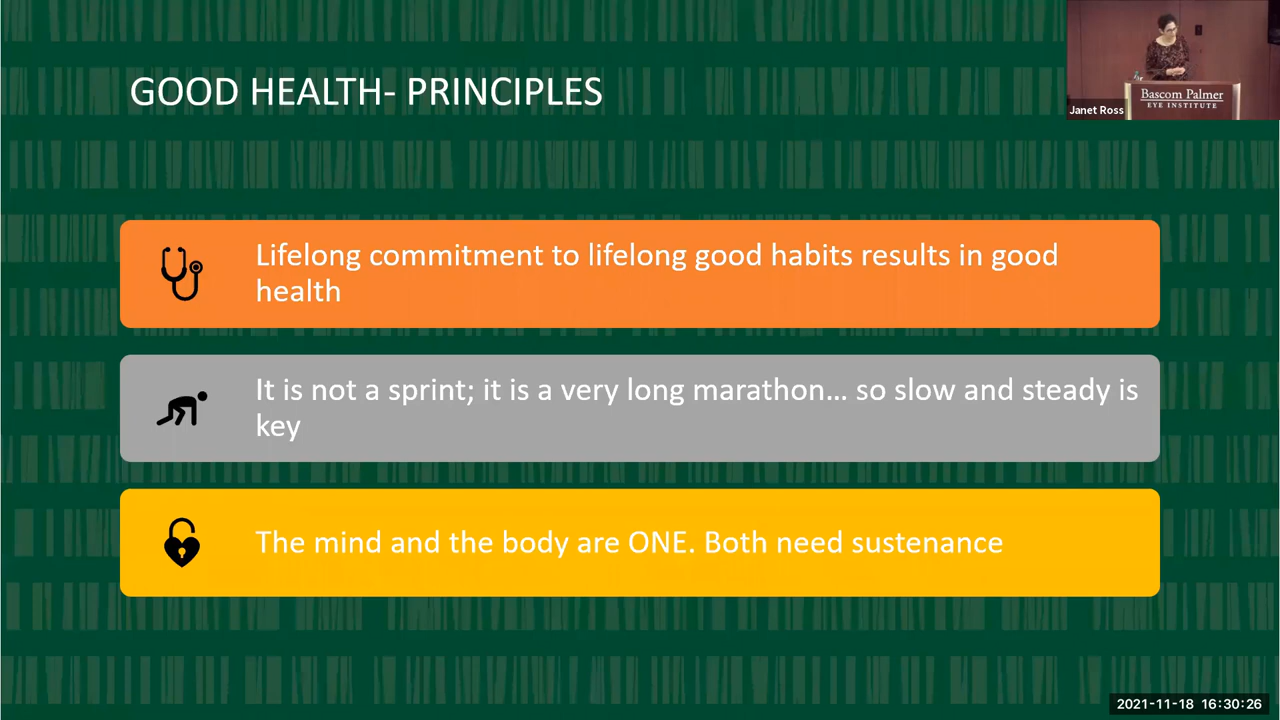 GOOD HEALTH- PRINCIPLES
Bascom Palmer
EYE INSTITUTE
Janet Ross
Lifelong commitment to lifelong good habits results in good
health
It is not a sprint; it is a very long marathon... so slow and steady is
key
The mind and the body are ONE. Both need sustenance
2021-11-18 16:30:26